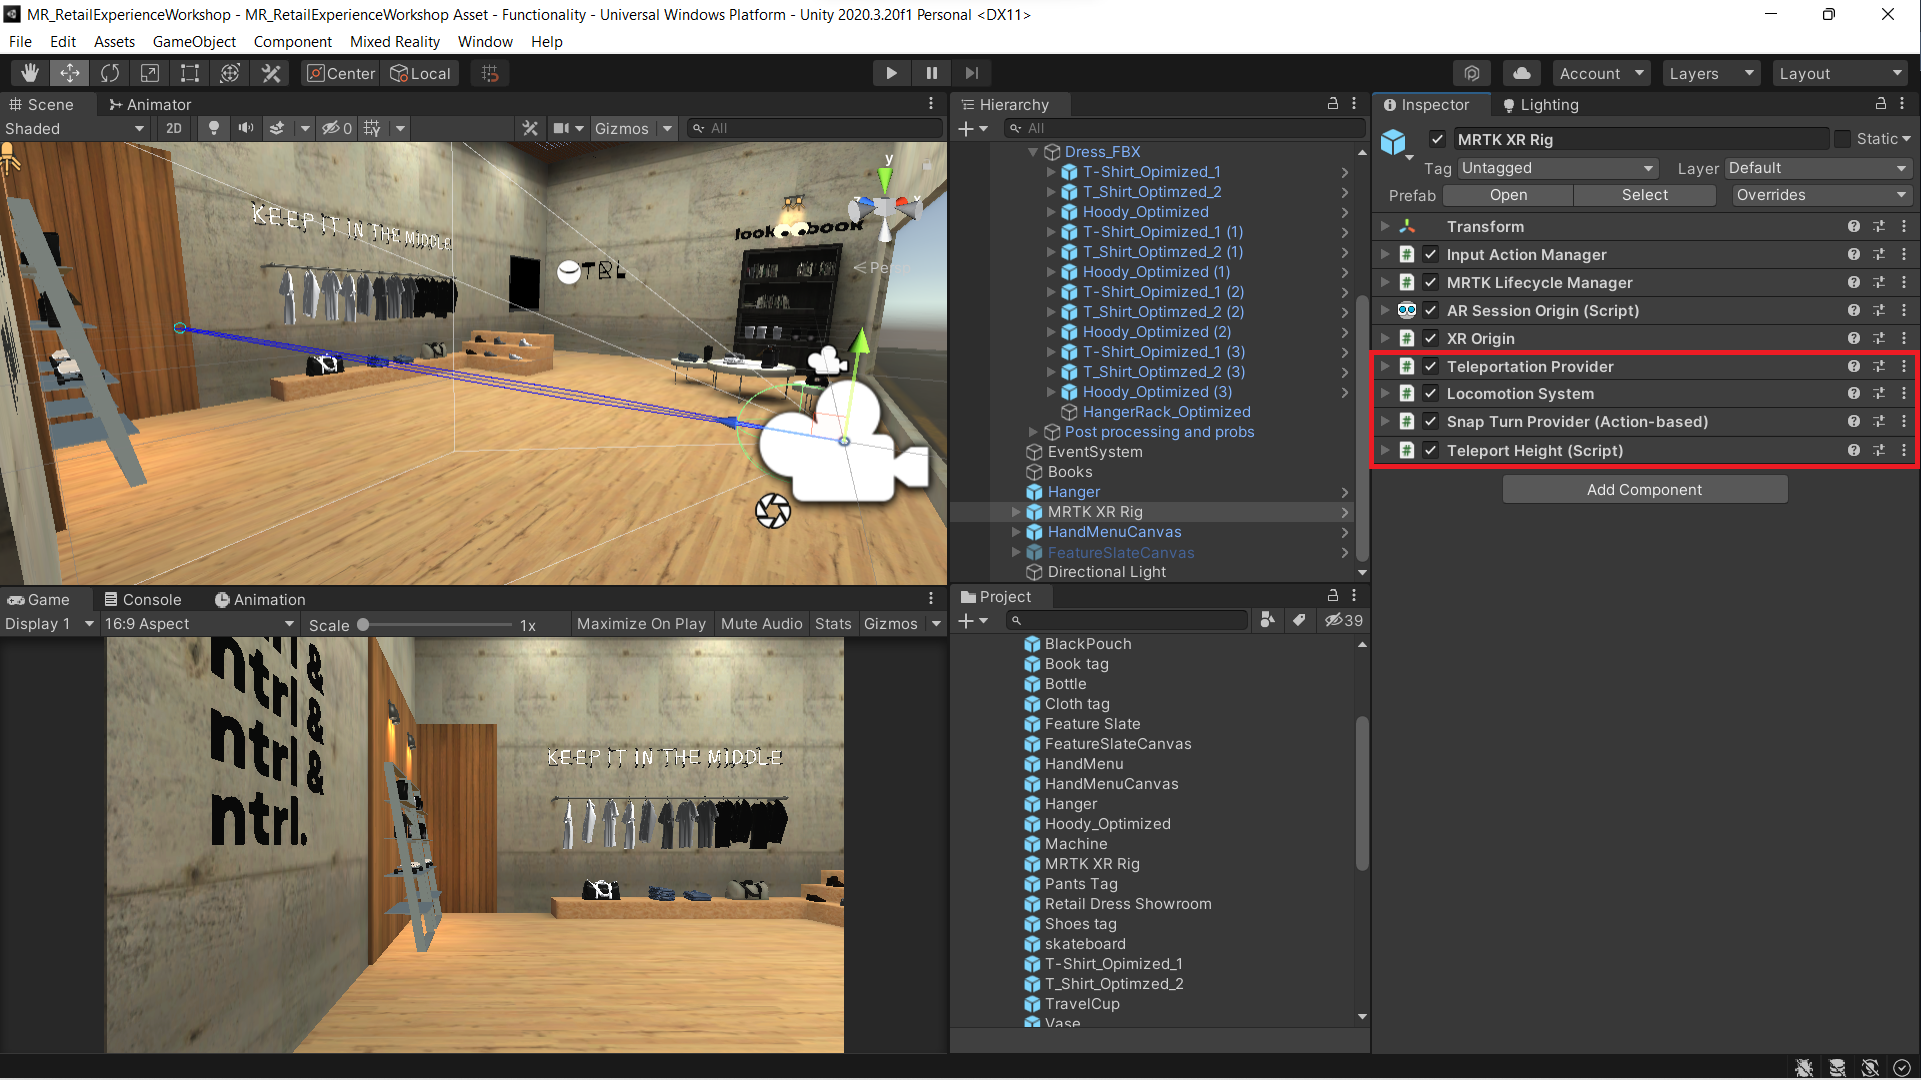 MR_RetailExperienceWorkshop - MR_RetailExperienceWorkshop Asset - Functionality - Universal Windows Platform - Unity 2020.3.20f1 Personal <DX11>
File Edit Assets GameObject Component Mixed Reality Window Help
Center Local Account Layers Layout
Scene Animator
Shaded 2D 0 Gizmos All
KEEP IT IN THE MIDDLE
look book
y
x
< Persp
Hierarchy
All
Dress_FBX
T-Shirt_Opimized_1
T_Shirt_Optimzed_2
Hoody_Optimized
T-Shirt_Opimized_1 (1)
T_Shirt_Optimzed_2 (1)
Hoody_Optimized (1)
T-Shirt_Opimized_1 (2)
T_Shirt_Optimzed_2 (2)
Hoody_Optimized (2)
T-Shirt_Opimized_1 (3)
T_Shirt_Optimzed_2 (3)
Hoody_Optimized (3)
HangerRack_Optimized
Post processing and probs
EventSystem
Books
Hanger
MRTK XR Rig
HandMenuCanvas
FeatureSlateCanvas
Directional Light
Inspector Lighting
MRTK XR Rig Static
Tag Untagged Layer Default
Prefab Open Select Overrides
Transform
Input Action Manager
MRTK Lifecycle Manager
AR Session Origin (Script)
XR Origin
Teleportation Provider
Locomotion System
Snap Turn Provider (Action-based)
Teleport Height (Script)
Add Component
Game Console Animation
Display 1 16:9 Aspect Scale 1x Maximize On Play Mute Audio Stats Gizmos
ntrl &
ntrl &
ntrl.
KEEP IT IN THE MIDDLE
Project
39
BlackPouch
Book tag
Bottle
Cloth tag
Feature Slate
FeatureSlateCanvas
HandMenu
HandMenuCanvas
Hanger
Hoody_Optimized
Machine
MRTK XR Rig
Pants Tag
Retail Dress Showroom
Shoes tag
skateboard
T-Shirt_Opimized_1
T_Shirt_Optimzed_2
TravelCup
Vase